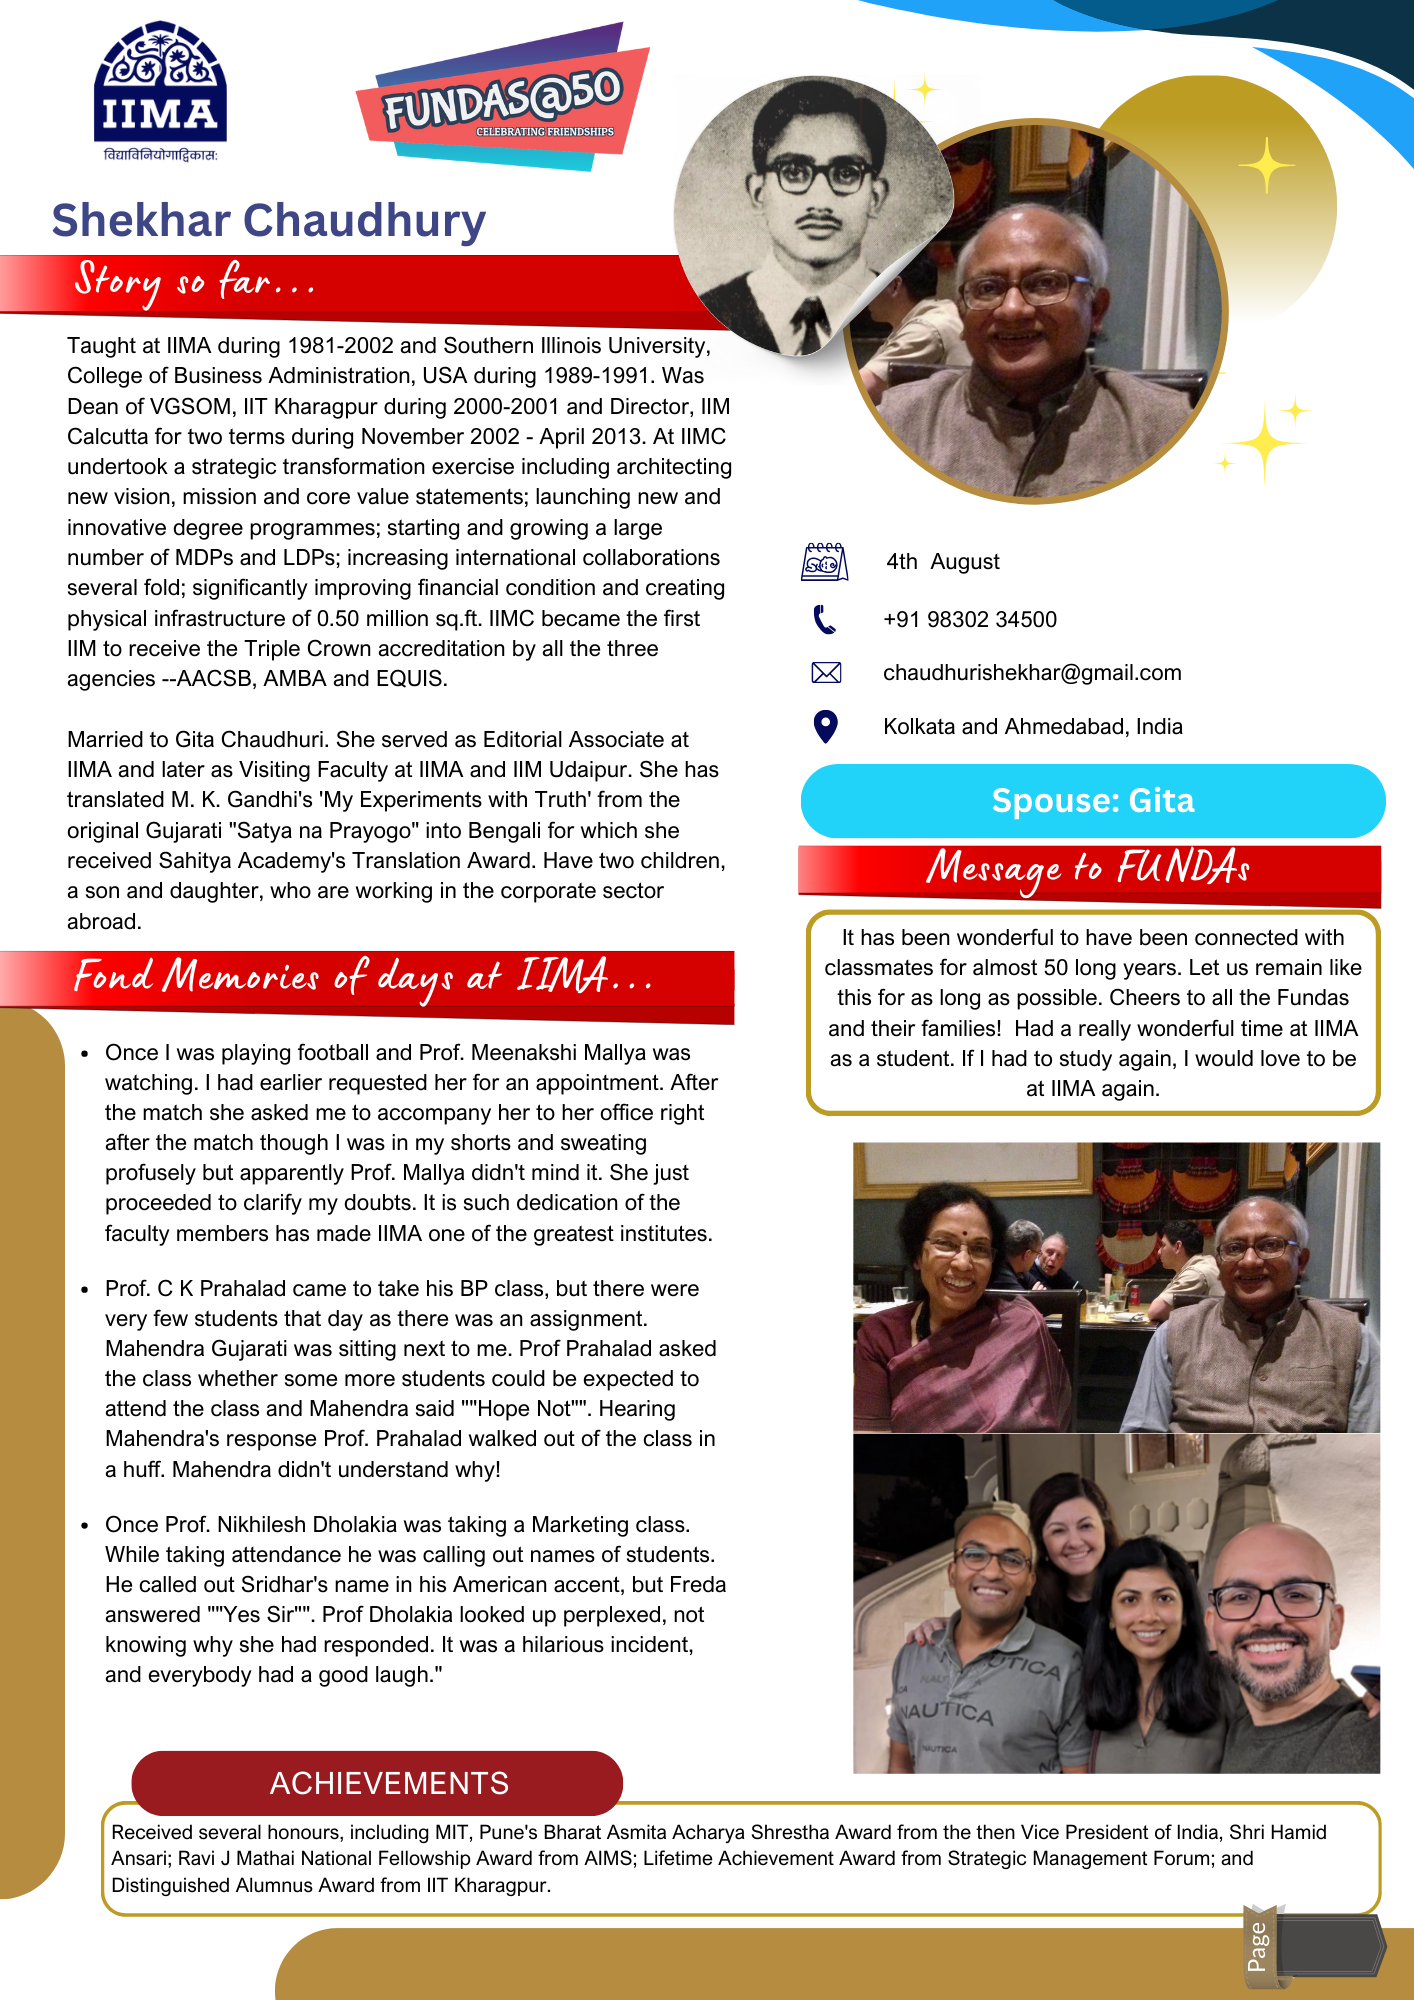 IIMA
विद्याविनियोगाद्विकास:
FUNDAS@50
CELEBRATING FRIENDSHIPS
Shekhar Chaudhury
Story so far...
Taught at IIMA during 1981-2002 and Southern Illinois University,
College of Business Administration, USA during 1989-1991. Was
Dean of VGSOM, IIT Kharagpur during 2000-2001 and Director, IIM
Calcutta for two terms during November 2002 - April 2013. At IIMC
undertook a strategic transformation exercise including architecting
new vision, mission and core value statements; launching new and
innovative degree programmes; starting and growing a large
number of MDPs and LDPs; increasing international collaborations
several fold; significantly improving financial condition and creating
physical infrastructure of 0.50 million sq.ft. IIMC became the first
IIM to receive the Triple Crown accreditation by all the three
agencies --AACSB, AMBA and EQUIS.
Married to Gita Chaudhuri. She served as Editorial Associate at
IIMA and later as Visiting Faculty at IIMA and IIM Udaipur. She has
translated M. K. Gandhi's 'My Experiments with Truth' from the
original Gujarati "Satya na Prayogo" into Bengali for which she
received Sahitya Academy's Translation Award. Have two children,
a son and daughter, who are working in the corporate sector
abroad.
Fond Memories of days at IIMA...
• Once I was playing football and Prof. Meenakshi Mallya was
watching. I had earlier requested her for an appointment. After
the match she asked me to accompany her to her office right
after the match though I was in my shorts and sweating
profusely but apparently Prof. Mallya didn't mind it. She just
proceeded to clarify my doubts. It is such dedication of the
faculty members has made IIMA one of the greatest institutes.
• Prof. C K Prahalad came to take his BP class, but there were
very few students that day as there was an assignment.
Mahendra Gujarati was sitting next to me. Prof Prahalad asked
the class whether some more students could be expected to
attend the class and Mahendra said ""Hope Not"". Hearing
Mahendra's response Prof. Prahalad walked out of the class in
a huff. Mahendra didn't understand why!
• Once Prof. Nikhilesh Dholakia was taking a Marketing class.
While taking attendance he was calling out names of students.
He called out Sridhar's name in his American accent, but Freda
answered ""Yes Sir"". Prof Dholakia looked up perplexed, not
knowing why she had responded. It was a hilarious incident,
and everybody had a good laugh."
4th August
+91 98302 34500
chaudhurishekhar@gmail.com
Kolkata and Ahmedabad, India
Spouse: Gita
Message to FUNDAs
It has been wonderful to have been connected with
classmates for almost 50 long years. Let us remain like
this for as long as possible. Cheers to all the Fundas
and their families! Had a really wonderful time at IIMA
as a student. If I had to study again, I would love to be
at IIMA again.
NAUTICA
NAUTICA
ACHIEVEMENTS
Received several honours, including MIT, Pune's Bharat Asmita Acharya Shrestha Award from the then Vice President of India, Shri Hamid
Ansari; Ravi J Mathai National Fellowship Award from AIMS; Lifetime Achievement Award from Strategic Management Forum; and
Distinguished Alumnus Award from IIT Kharagpur.
Page